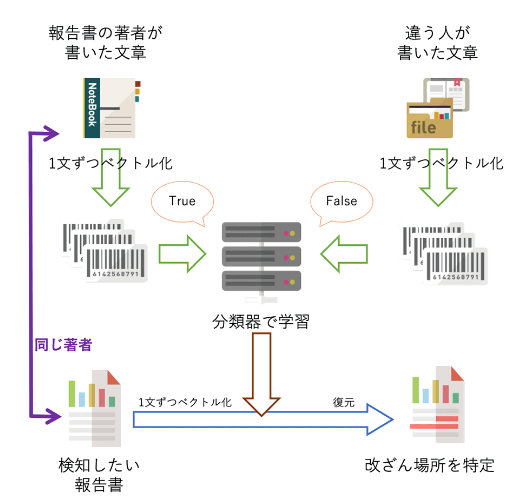 報告書の著者が
書いた文章
違う人が
書いた文章
NoteBook
file
1文ずつベクトル化
1文ずつベクトル化
True
False
6142568791
6142568791
分類器で学習
同じ著者
1文ずつベクトル化
復元
検知したい
報告書
改ざん場所を特定